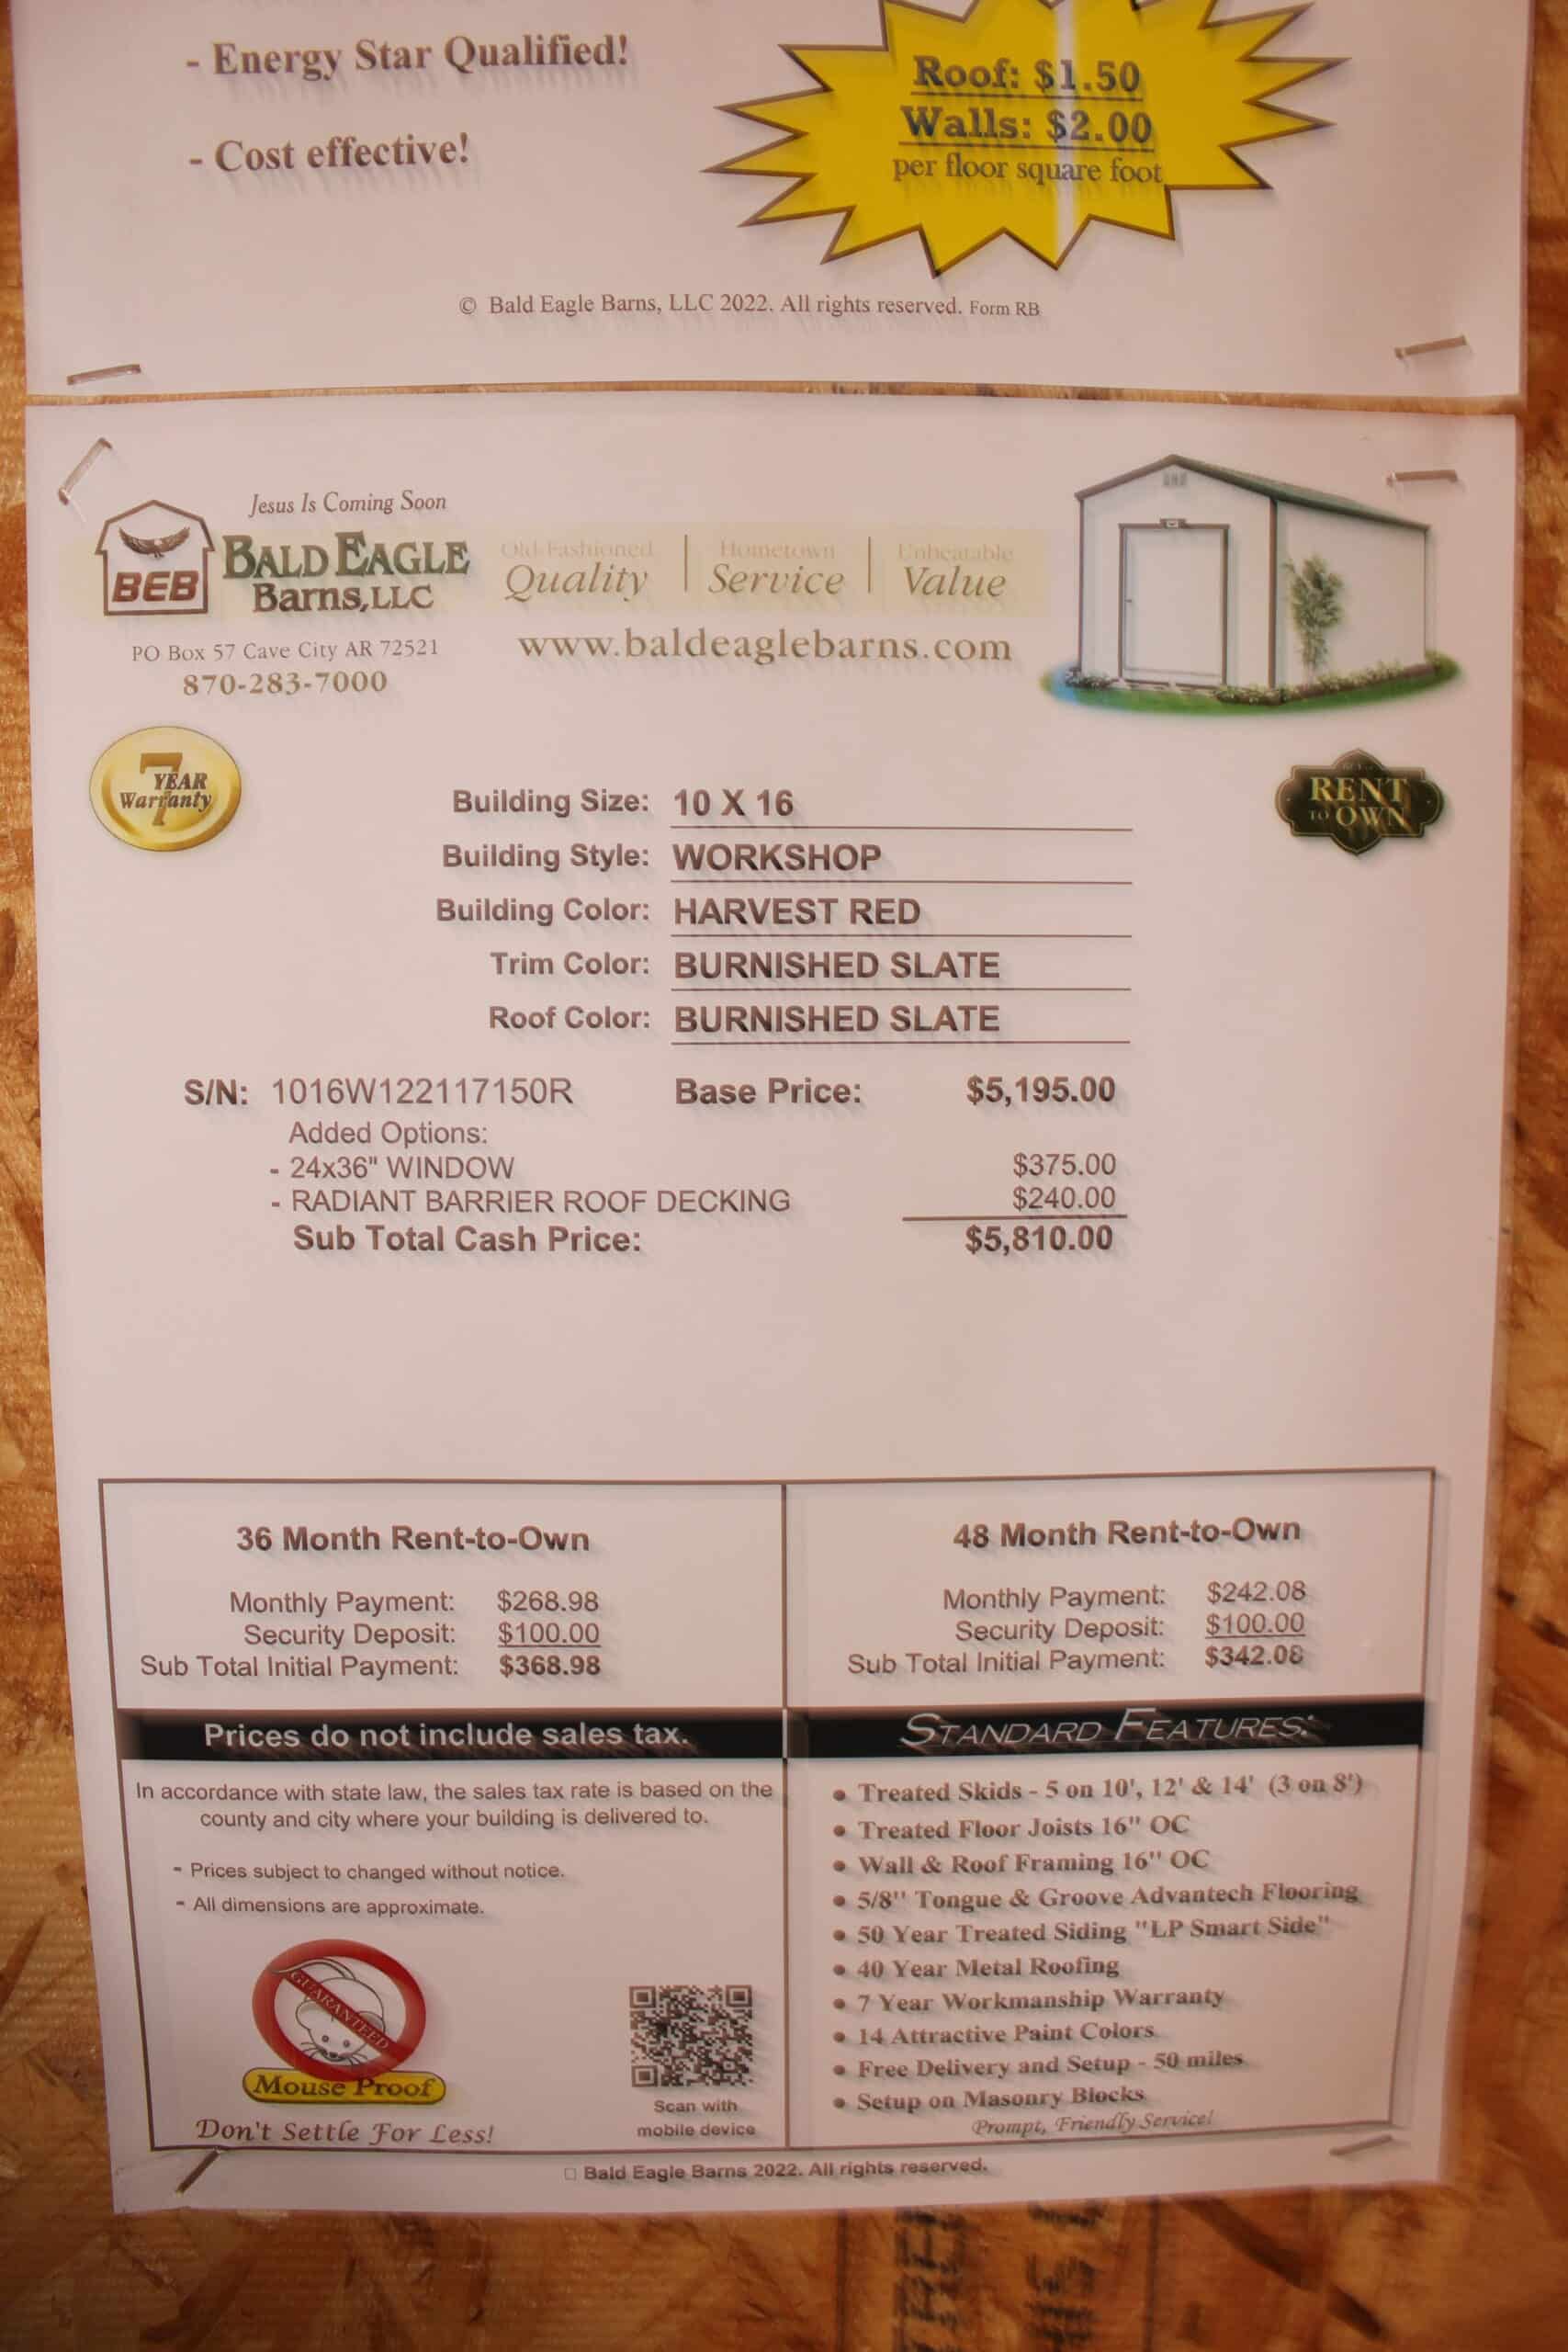 - Energy Star Qualified!
- Cost effective!
Roof: $1.50
Walls: $2.00
per floor square foot
© Bald Eagle Barns, LLC 2022. All rights reserved. Form RB
Jesus Is Coming Soon
BEB
BALD EAGLE
Barns, LLC
Old-Fashioned Quality | Hometown Service | Unbeatable Value
PO Box 57 Cave City AR 72521
870-283-7000
www.baldeaglebarns.com
7 YEAR
Warranty
RENT
TO OWN
Building Size: 10 X 16
Building Style: WORKSHOP
Building Color: HARVEST RED
Trim Color: BURNISHED SLATE
Roof Color: BURNISHED SLATE
S/N: 1016W122117150R Base Price: $5,195.00
Added Options:
- 24x36" WINDOW $375.00
- RADIANT BARRIER ROOF DECKING $240.00
Sub Total Cash Price: $5,810.00
36 Month Rent-to-Own
Monthly Payment: $268.98
Security Deposit: $100.00
Sub Total Initial Payment: $368.98
48 Month Rent-to-Own
Monthly Payment: $242.08
Security Deposit: $100.00
Sub Total Initial Payment: $342.08
Prices do not include sales tax.
In accordance with state law, the sales tax rate is based on the
county and city where your building is delivered to.
- Prices subject to changed without notice.
- All dimensions are approximate.
GUARANTEED
Mouse Proof
Don't Settle For Less!
Scan with
mobile device
STANDARD FEATURES:
• Treated Skids - 5 on 10', 12' & 14' (3 on 8')
• Treated Floor Joists 16" OC
• Wall & Roof Framing 16" OC
• 5/8" Tongue & Groove Advantech Flooring
• 50 Year Treated Siding "LP Smart Side"
• 40 Year Metal Roofing
• 7 Year Workmanship Warranty
• 14 Attractive Paint Colors
• Free Delivery and Setup - 50 miles
• Setup on Masonry Blocks
Prompt, Friendly Service!
□ Bald Eagle Barns 2022. All rights reserved.